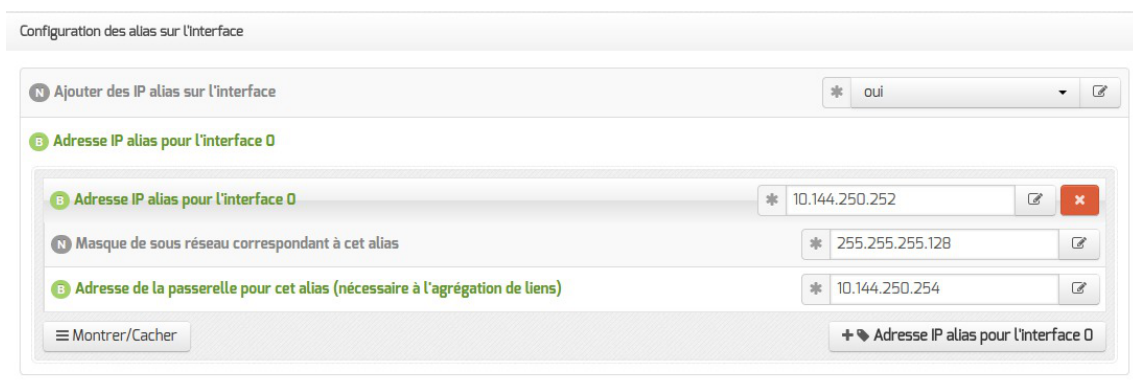 Configuration des alias sur l'interface
N Ajouter des IP alias sur l'interface oui
B Adresse IP alias pour l'interface 0
B Adresse IP alias pour l'interface 0 10.144.250.252
N Masque de sous réseau correspondant à cet alias 255.255.255.128
B Adresse de la passerelle pour cet alias (nécessaire à l'agrégation de liens) 10.144.250.254
Montrer/Cacher Adresse IP alias pour l'interface 0